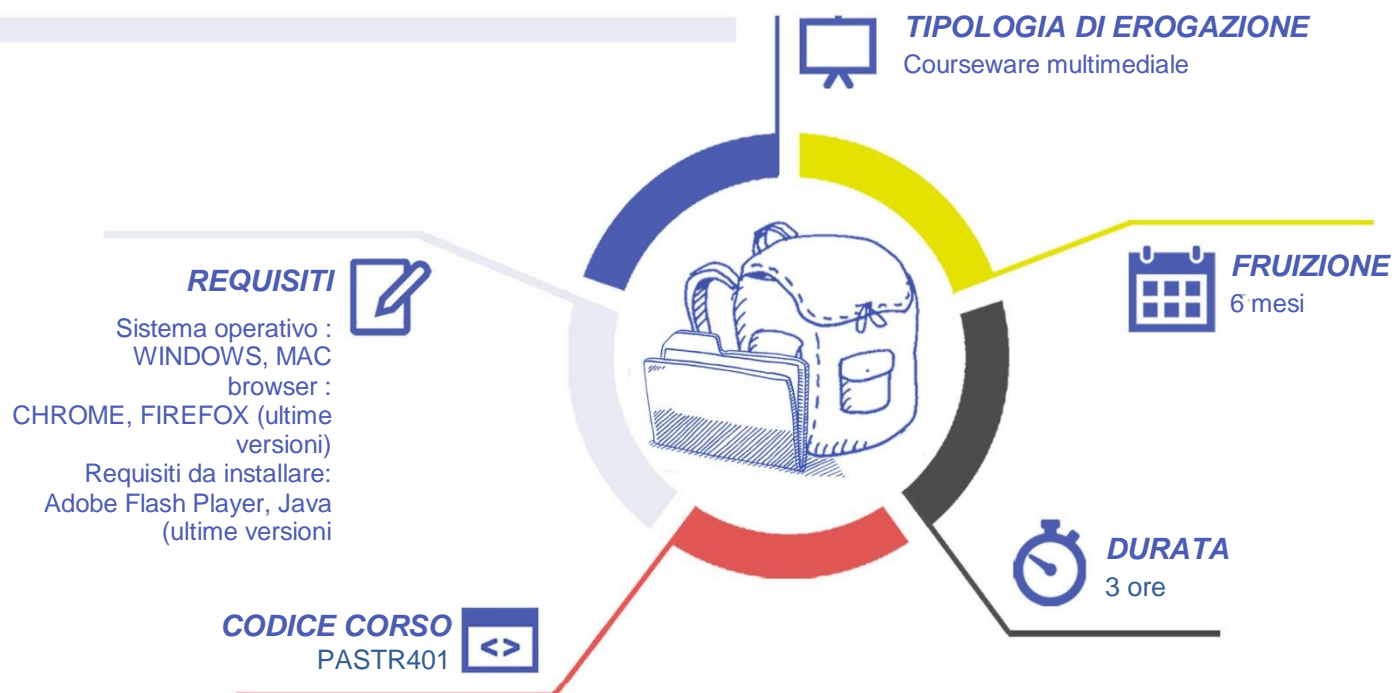 TIPOLOGIA DI EROGAZIONE
Courseware multimediale
FRUIZIONE
6 mesi
REQUISITI
Sistema operativo :
WINDOWS, MAC
browser :
CHROME, FIREFOX (ultime
versioni)
Requisiti da installare:
Adobe Flash Player, Java
(ultime versioni
DURATA
3 ore
CODICE CORSO
PASTR401
<>